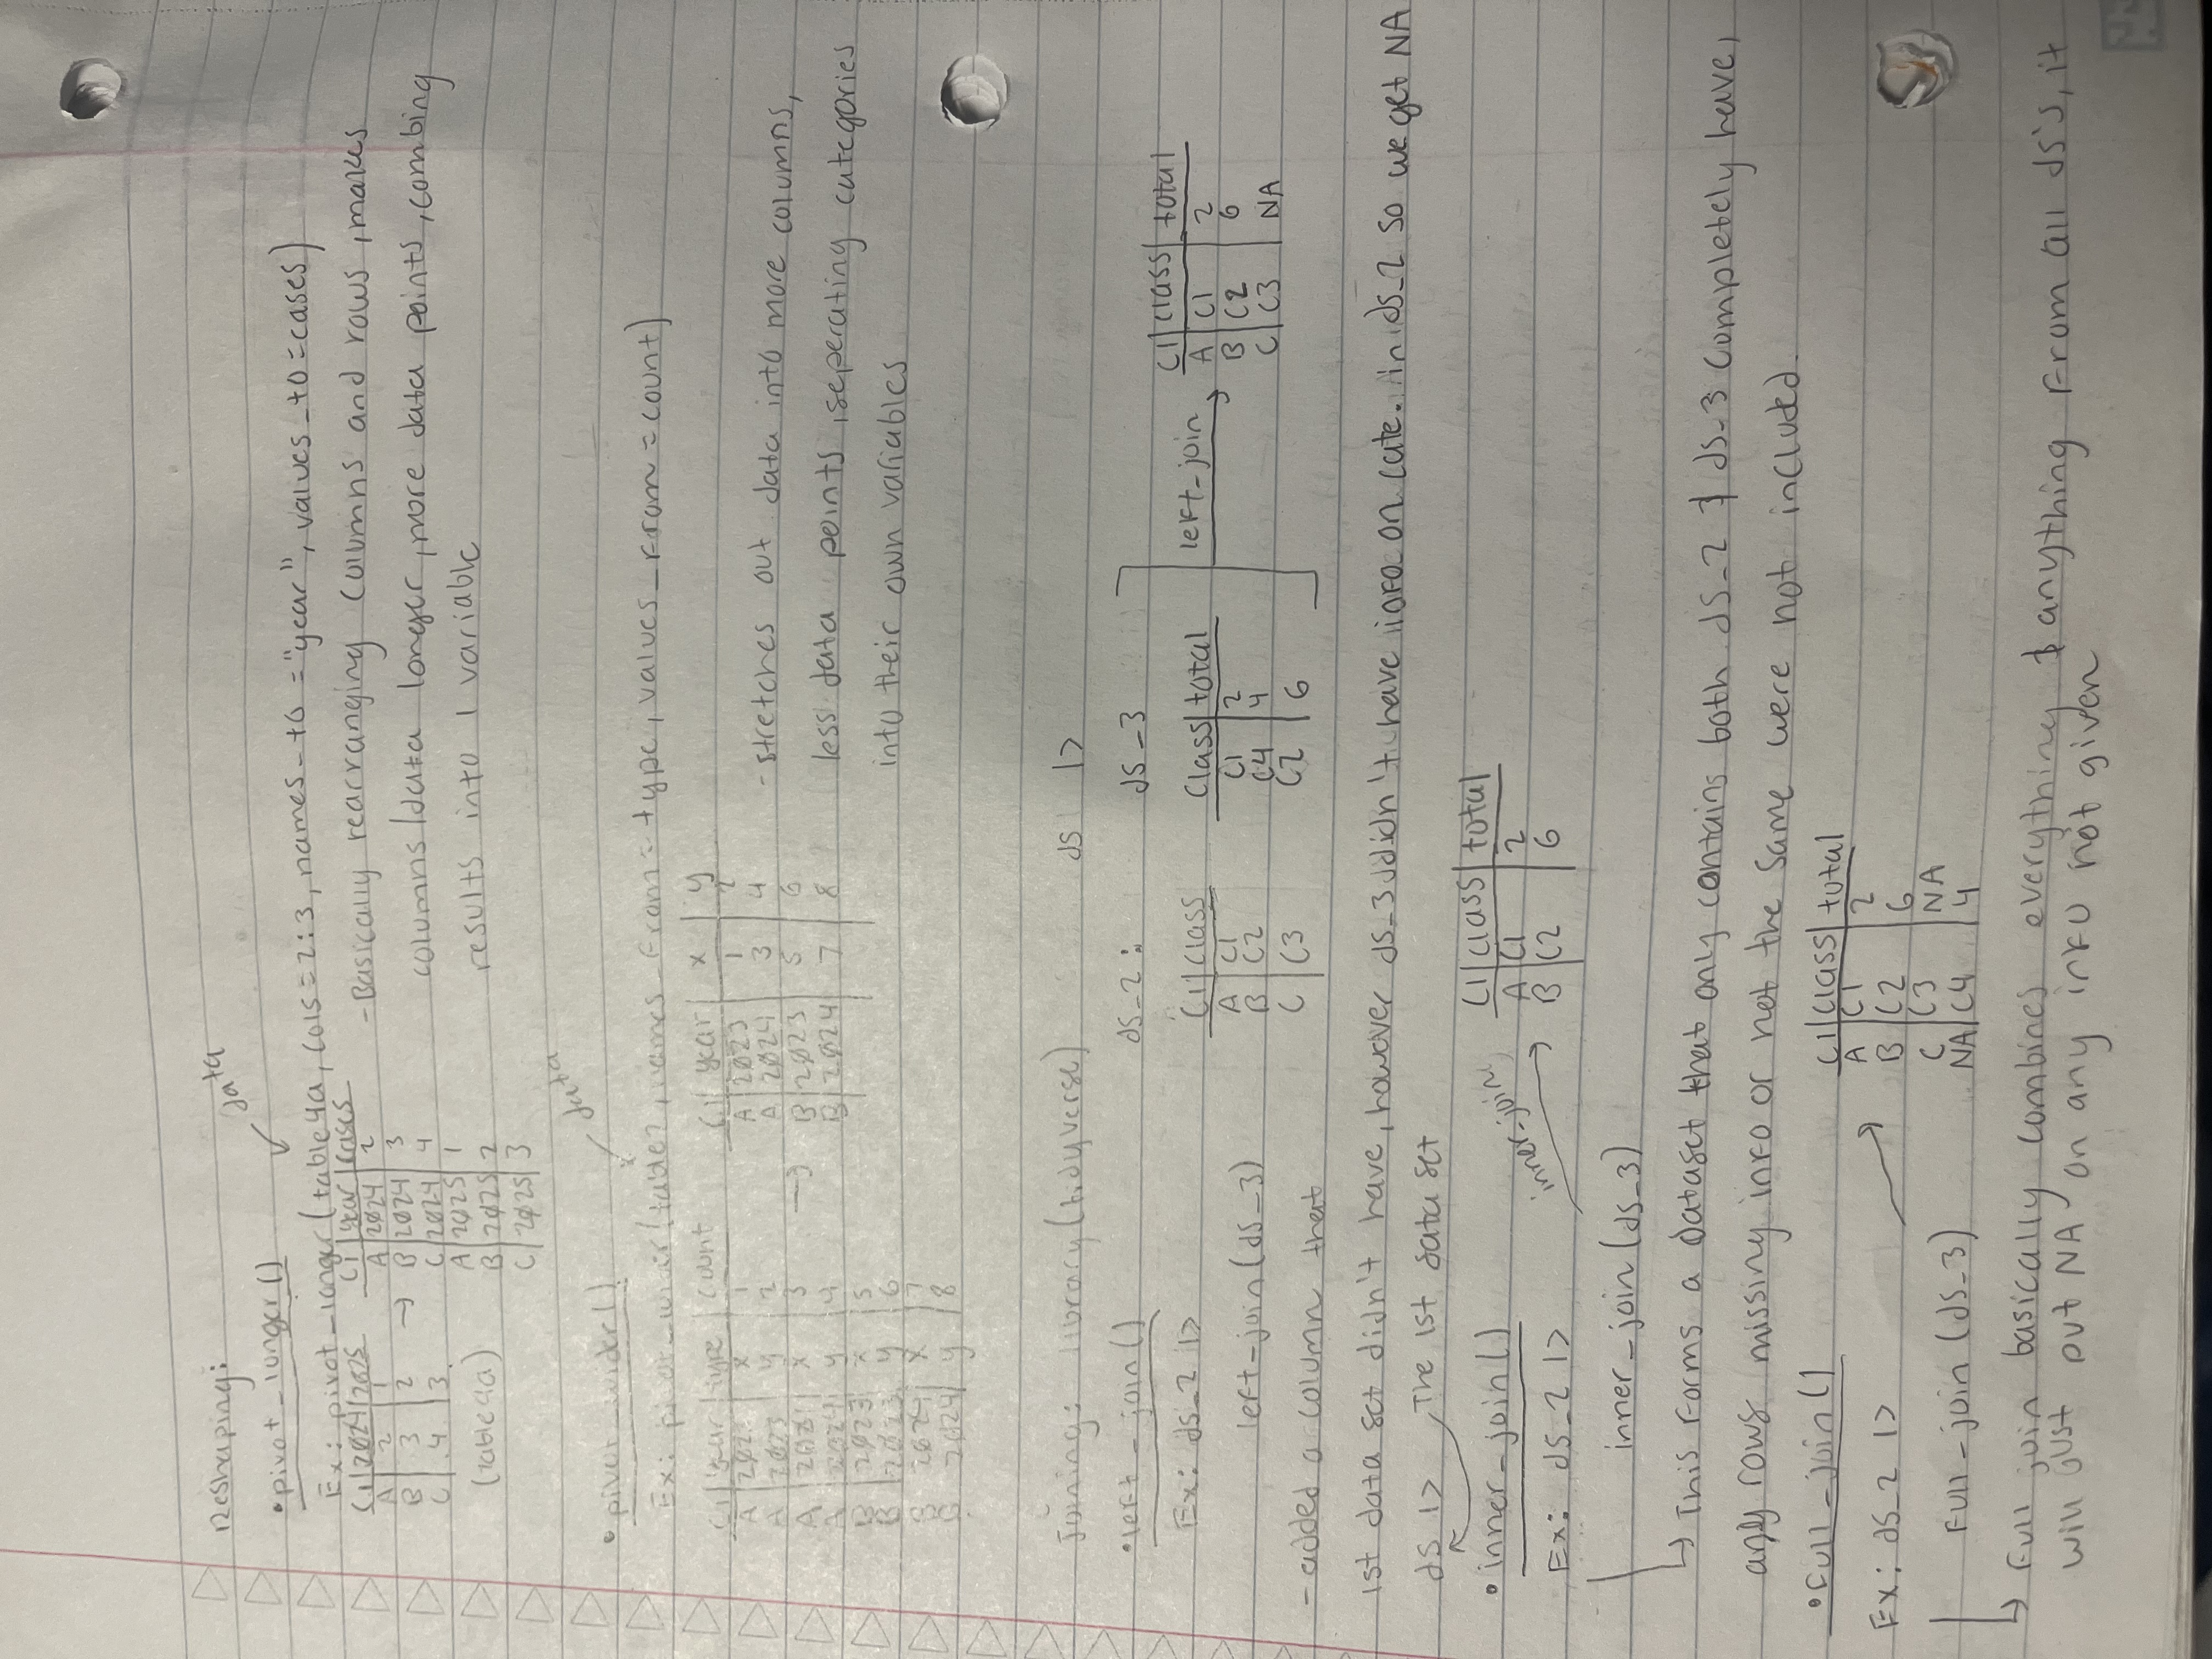 Reshaping:
data
• pivot_longer()
Ex: pivot_longer(table4a, cols=2:3, names_to="year", values_to=cases)
C1|2024|2025
A|2|1
B|3|2
C|4|3
(table4a)
→
C1|year|cases
A|2024|2
B|2024|3
C|2024|4
A|2025|1
B|2025|2
C|2025|3
- Basically rearranging columns and rows, makes
columns/data longer, more data points, combing
results into 1 variable
data
• pivot_wider()
Ex: pivot_wider(table2, names_from=type, values_from=count)
C1|year|type|count
A|2023|x|1
A|2023|y|2
A| |x|3
A|2024|y|4
B|2023|x|5
B|2023|y|6
B|2024|x|7
B|2024|y|8
→
C1|year|x|y
A|2023|1|2
A|2024|3|4
B|2023|5|6
B|2024|7|8
- stretches out data into more columns,
less data points, seperating categories
into their own variables
Joining: library(tidyverse) ds |>
• left_join()
Ex: ds_2 |>
left_join(ds_3)
ds_2:
C1|Class
A|C1
B|C2
C|C3
ds_3
Class|total
C1|2
C4|4
C2|6
left_join
C1|class|total
A|C1|2
B|C2|6
C|C3|NA
- added a column that
1st data set didn't have, however ds_3 didn't have info on cate. in ds_2 so we get NA
ds |> The 1st data set
• inner_join()
Ex: ds_2 |>
inner_join(ds_3)
inner_join
C1|class|total
A|C1|2
B|C2|6
↳ This forms a dataset that only contains both ds_2 & ds_3 completely have,
any rows missing info or not the same were not included.
• Full_join()
Ex: ds_2 |>
Full_join(ds_3)
C1|class|total
A|C1|2
B|C2|6
C|C3|NA
NA|C4|4
↳ Full join basically combines everything & anything from all ds's, it
will just put NA on any info not given